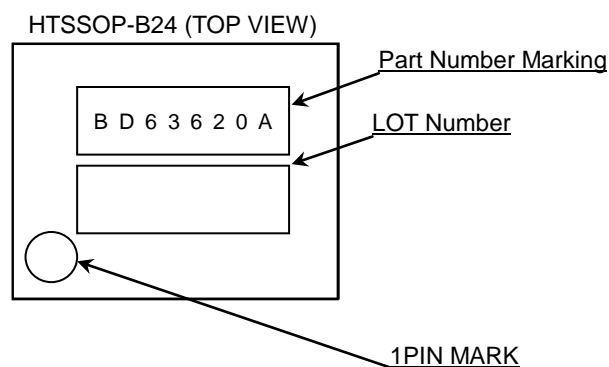 HTSSOP-B24 (TOP VIEW)
Part Number Marking
B D 6 3 6 2 0 A
LOT Number
1PIN MARK